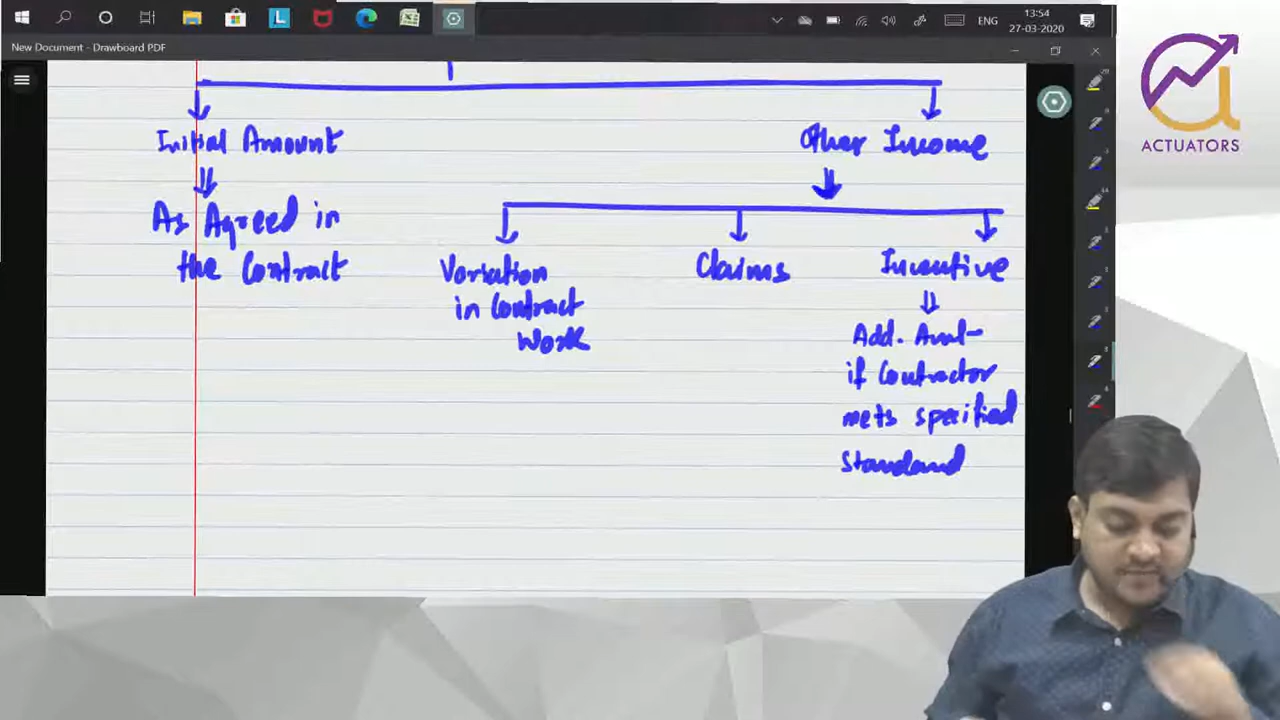 ENG
13:54
27-03-2020
New Document - Drawboard PDF
ACTUATORS
Initial Amount
Other Income
As Agreed in
the Contract
Variation
in Contract
Work
Claims
Incentive
Add. Amt
if Contractor
mets specified
Standard